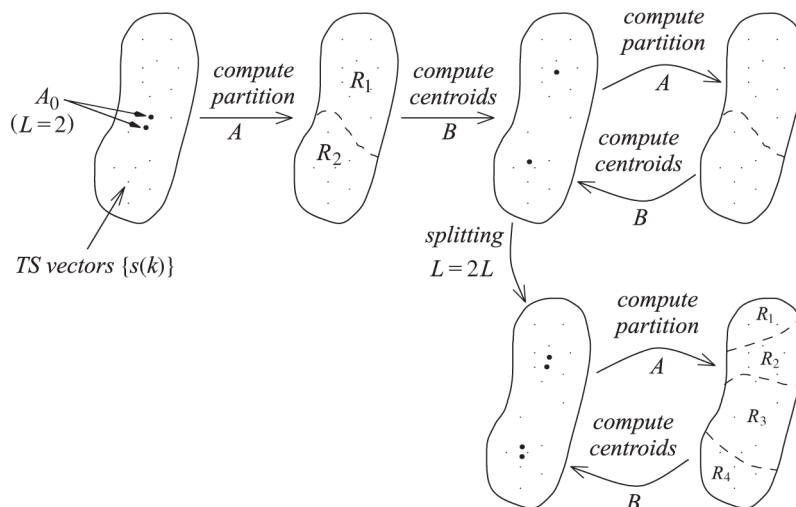 A₀
(L=2)
TS vectors {s(k)}
compute
partition
A
R₁
R₂
compute
centroids
B
compute
partition
A
compute
centroids
B
splitting
L=2L
compute
partition
A
compute
centroids
B
R₁
R₂
R₃
R₄